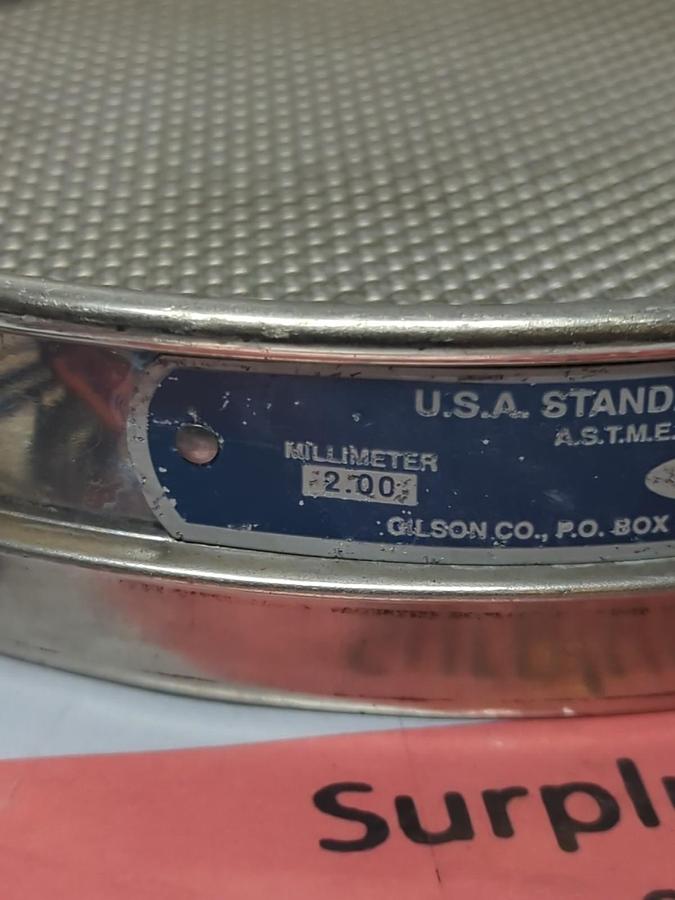 U.S.A. STAND
A.S.T.M.E.
MILLIMETER
2.00
GILSON CO., P.O. BOX
Surpl